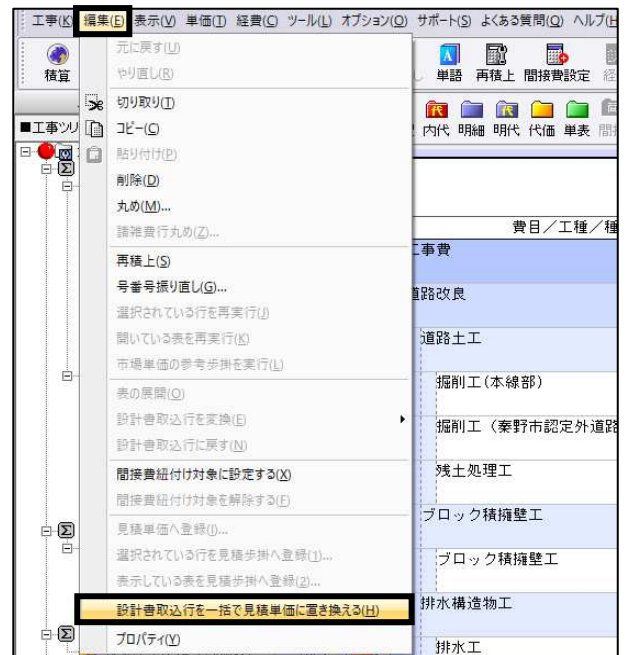 工事(K) 編集(E) 表示(V) 単価(T) 経費(C) ツール(L) オプション(O) サポート(S) よくある質問(Q) ヘルプ(H
積算 単語 再積上 間接費設定 経
内代 明細 明代 代価 単表 間
■工事ツリ
元に戻す(U)
やり直し(R)
切り取り(T)
コピー(C)
貼り付け(P)
削除(D)
丸め(M)...
諸雑費行丸め(Z)...
再積上(S)
号番号振り直し(G)...
選択されている行を再実行(J)
開いている表を再実行(K)
市場単価の参考歩掛を実行(L)
表の展開(O)
設計書取込行を変換(E)
設計書取込行に戻す(N)
間接費紐付け対象に設定する(X)
間接費紐付け対象を解除する(F)
見積単価へ登録(I)...
選択されている行を見積歩掛へ登録(1)...
表示している表を見積歩掛へ登録(2)...
設計書取込行を一括で見積単価に置き換える(H)
プロパティ(Y)
費目／工種／種
工事費
道路改良
道路土工
掘削工(本線部)
掘削工（秦野市認定外道路
残土処理工
ブロック積擁壁工
ブロック積擁壁工
排水構造物工
排水工